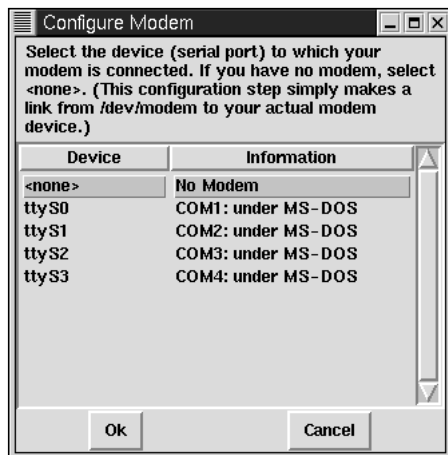 Configure Modem
Select the device (serial port) to which your
modem is connected. If you have no modem, select
<none>. (This configuration step simply makes a
link from /dev/modem to your actual modem
device.)
Device Information
<none> No Modem
ttyS0 COM1: under MS-DOS
ttyS1 COM2: under MS-DOS
ttyS2 COM3: under MS-DOS
ttyS3 COM4: under MS-DOS
Ok Cancel